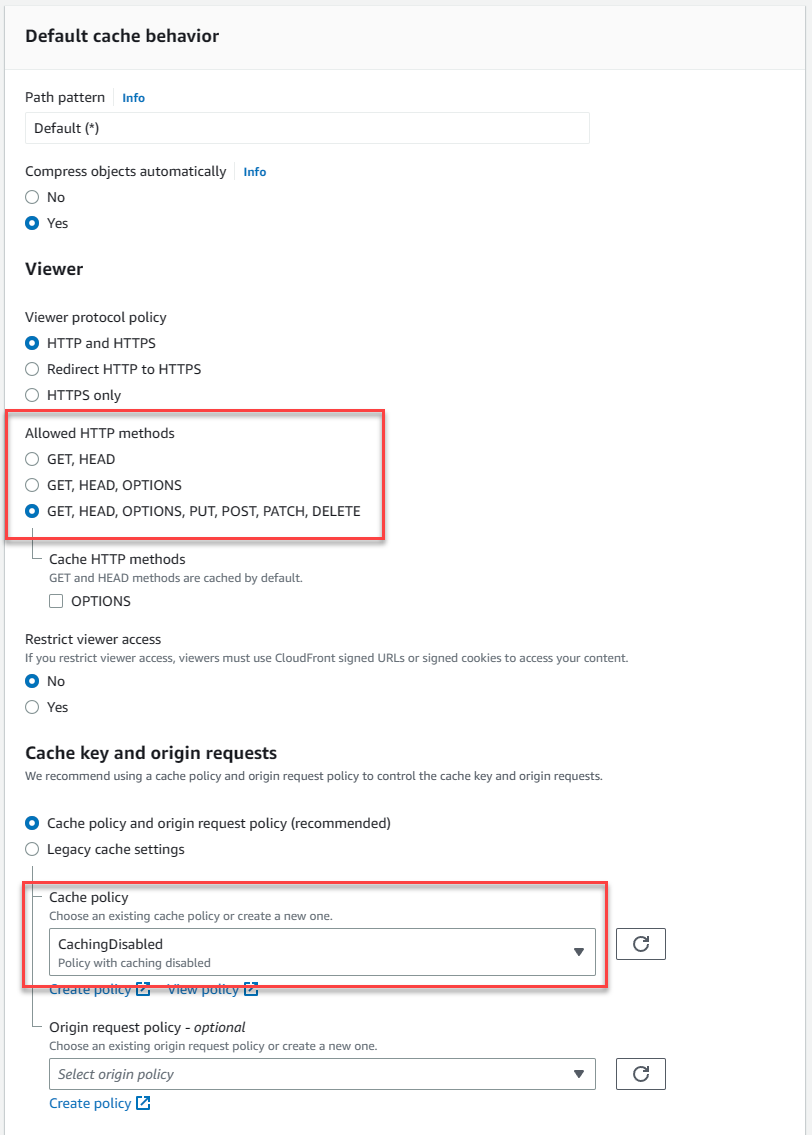 Default cache behavior
Path pattern Info
Default (*)
Compress objects automatically Info
No
Yes
Viewer
Viewer protocol policy
HTTP and HTTPS
Redirect HTTP to HTTPS
HTTPS only
Allowed HTTP methods
GET, HEAD
GET, HEAD, OPTIONS
GET, HEAD, OPTIONS, PUT, POST, PATCH, DELETE
Cache HTTP methods
GET and HEAD methods are cached by default.
OPTIONS
Restrict viewer access
If you restrict viewer access, viewers must use CloudFront signed URLs or signed cookies to access your content.
No
Yes
Cache key and origin requests
We recommend using a cache policy and origin request policy to control the cache key and origin requests.
Cache policy and origin request policy (recommended)
Legacy cache settings
Cache policy
Choose an existing cache policy or create a new one.
CachingDisabled
Policy with caching disabled
Create policy View policy
Origin request policy - optional
Choose an existing origin request policy or create a new one.
Select origin policy
Create policy